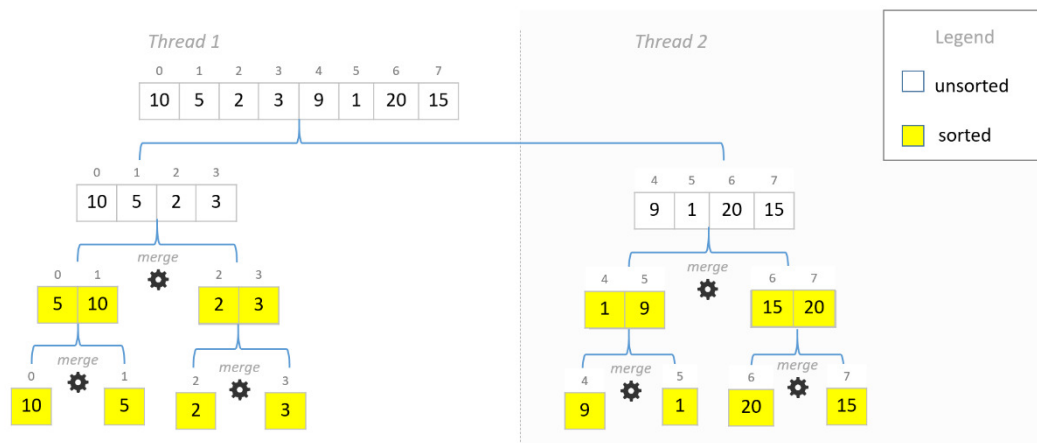 Thread 1
Thread 2
Legend
unsorted
sorted
0 1 2 3 4 5 6 7
10 5 2 3 9 1 20 15
0 1 2 3
10 5 2 3
4 5 6 7
9 1 20 15
merge
merge
0 1
5 10
2 3
2 3
4 5
1 9
6 7
15 20
merge
merge
merge
merge
0
10
1
5
2
2
3
3
4
9
5
1
6
20
7
15